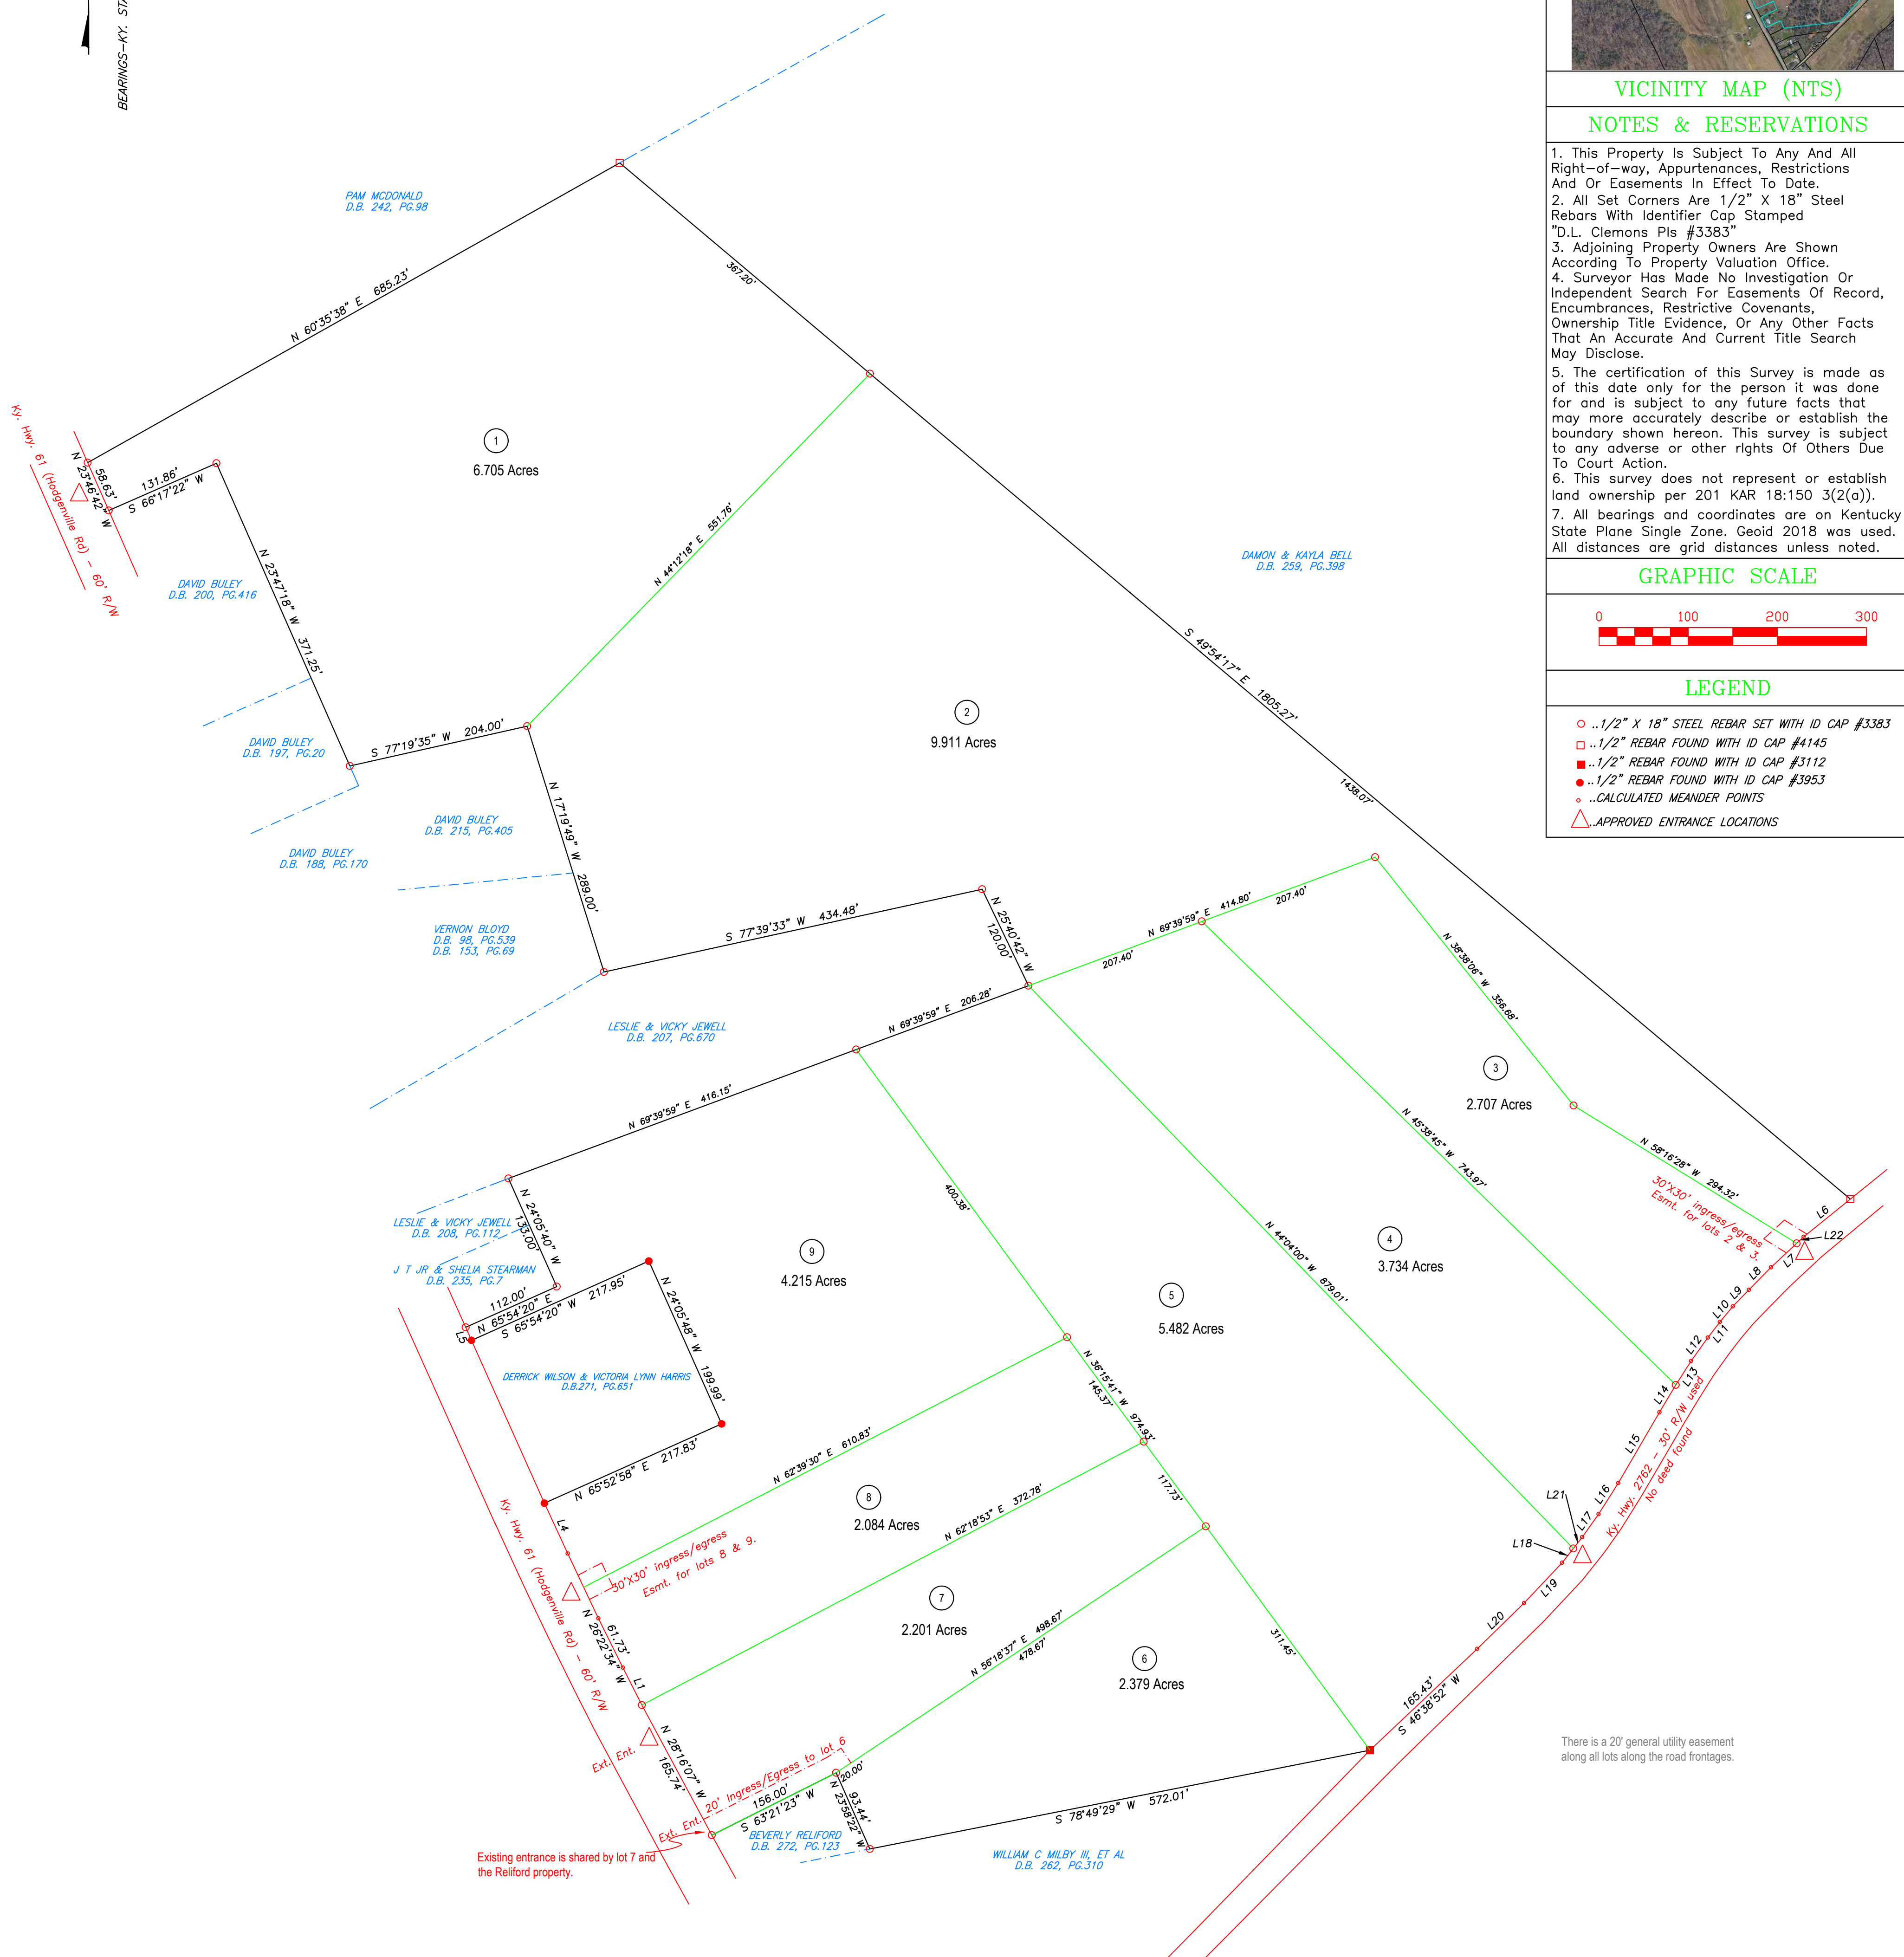 BEARINGS-KY.
VICINITY MAP (NTS)
NOTES & RESERVATIONS
1. This Property Is Subject To Any And All
Right-of-way, Appurtenances, Restrictions
And Or Easements In Effect To Date.
2. All Set Corners Are 1/2" X 18" Steel
Rebars With Identifier Cap Stamped
"D.L. Clemons Pls #3383"
3. Adjoining Property Owners Are Shown
According To Property Valuation Office.
4. Surveyor Has Made No Investigation Or
Independent Search For Easements Of Record,
Encumbrances, Restrictive Covenants,
Ownership Title Evidence, Or Any Other Facts
That An Accurate And Current Title Search
May Disclose.
5. The certification of this Survey is made as
of this date only for the person it was done
for and is subject to any future facts that
may more accurately describe or establish the
boundary shown hereon. This survey is subject
to any adverse or other rights Of Others Due
To Court Action.
6. This survey does not represent or establish
land ownership per 201 KAR 18:150 3(2(a)).
7. All bearings and coordinates are on Kentucky
State Plane Single Zone. Geoid 2018 was used.
All distances are grid distances unless noted.
GRAPHIC SCALE
0 100 200 300
LEGEND
..1/2" X 18" STEEL REBAR SET WITH ID CAP #3383
..1/2" REBAR FOUND WITH ID CAP #4145
..1/2" REBAR FOUND WITH ID CAP #3112
..1/2" REBAR FOUND WITH ID CAP #3953
..CALCULATED MEANDER POINTS
..APPROVED ENTRANCE LOCATIONS
PAM MCDONALD
D.B. 242, PG.98
N 60°35'38" E 685.23'
367.20'
Ky. Hwy. 61 (Hodgenville Rd) - 60' R/W
58.63'
N 23°46'42" W
131.86'
S 66°17'22" W
1
6.705 Acres
N 44°12'18" E 551.76'
N 23°47'18" W 371.25'
DAVID BULEY
D.B. 200, PG.416
DAMON & KAYLA BELL
D.B. 259, PG.398
S 49°54'17" E 1805.27'
1438.07'
DAVID BULEY
D.B. 197, PG.20
S 77°19'35" W 204.00'
2
9.911 Acres
N 17°19'49" W 289.00'
DAVID BULEY
D.B. 215, PG.405
DAVID BULEY
D.B. 188, PG.170
VERNON BLOYD
D.B. 98, PG.539
D.B. 153, PG.69
S 77°39'33" W 434.48'
N 25°40'42" W
120.00'
N 69°39'59" E 414.80'
207.40'
207.40'
N 38°38'06" W 356.68'
LESLIE & VICKY JEWELL
D.B. 207, PG.670
N 69°39'59" E 206.28'
N 69°39'59" E 416.15'
3
2.707 Acres
N 45°38'45" W 743.97'
N 58°16'28" W 294.32'
30'X30' ingress/egress
Esmt. for lots 2 & 3.
L6
L22
L7
L8
L9
L10
L11
L12
L13
L14
L15
L16
L17
L21
L18
L19
L20
LESLIE & VICKY JEWELL
D.B. 208, PG.112
N 24°05'40" W
133.00'
J T JR & SHELIA STEARMAN
D.B. 235, PG.7
112.00'
N 65°54'20" E
S 65°54'20" W 217.95'
L5
400.38'
9
4.215 Acres
N 44°04'00" W 879.01'
4
3.734 Acres
5
5.482 Acres
N 24°05'48" W 199.99'
DERRICK WILSON & VICTORIA LYNN HARRIS
D.B.271, PG.651
N 65°52'58" E 217.83'
N 36°15'41" W 974.93'
145.37'
Ky. Hwy. 2762 - 30' R/W used
No deed found
N 62°39'30" E 610.83'
8
2.084 Acres
N 62°18'53" E 372.78'
117.73'
L4
30'X30' ingress/egress
Esmt. for lots 8 & 9.
Ky. Hwy. 61 (Hodgenville Rd) - 60' R/W
61.73'
N 26°22'34" W
L1
7
2.201 Acres
N 56°18'37" E 498.67'
478.67'
311.45'
6
2.379 Acres
165.43'
S 46°38'52" W
N 28°16'07" W
165.74'
Ext. Ent.
Ext. Ent.
20' Ingress/Egress to lot 6
156.00'
S 63°21'23" W
20.00'
93.44'
N 23°58'22" W
S 78°49'29" W 572.01'
BEVERLY RELIFORD
D.B. 272, PG.123
WILLIAM C MILBY III, ET AL
D.B. 262, PG.310
Existing entrance is shared by lot 7 and
the Reliford property.
There is a 20' general utility easement
along all lots along the road frontages.